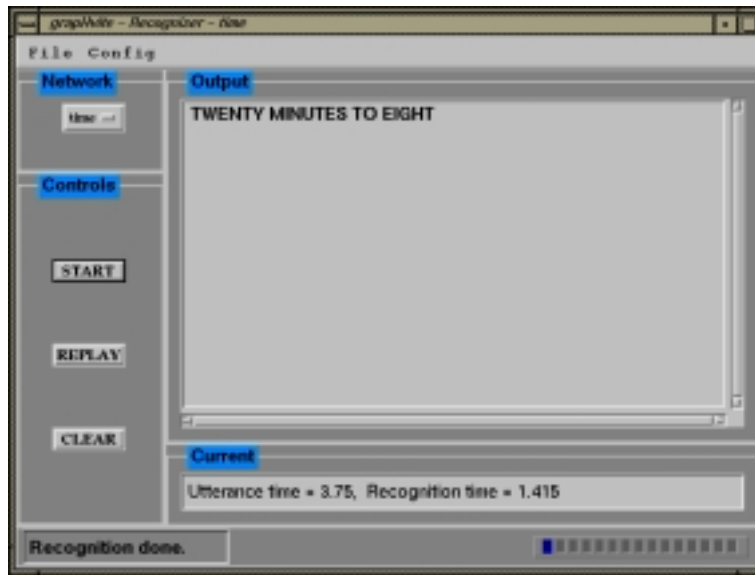 grapHvite - Recognizer - time
File Config
Network
time
Output
TWENTY MINUTES TO EIGHT
Controls
START
REPLAY
CLEAR
Current
Utterance time = 3.75, Recognition time = 1.415
Recognition done.